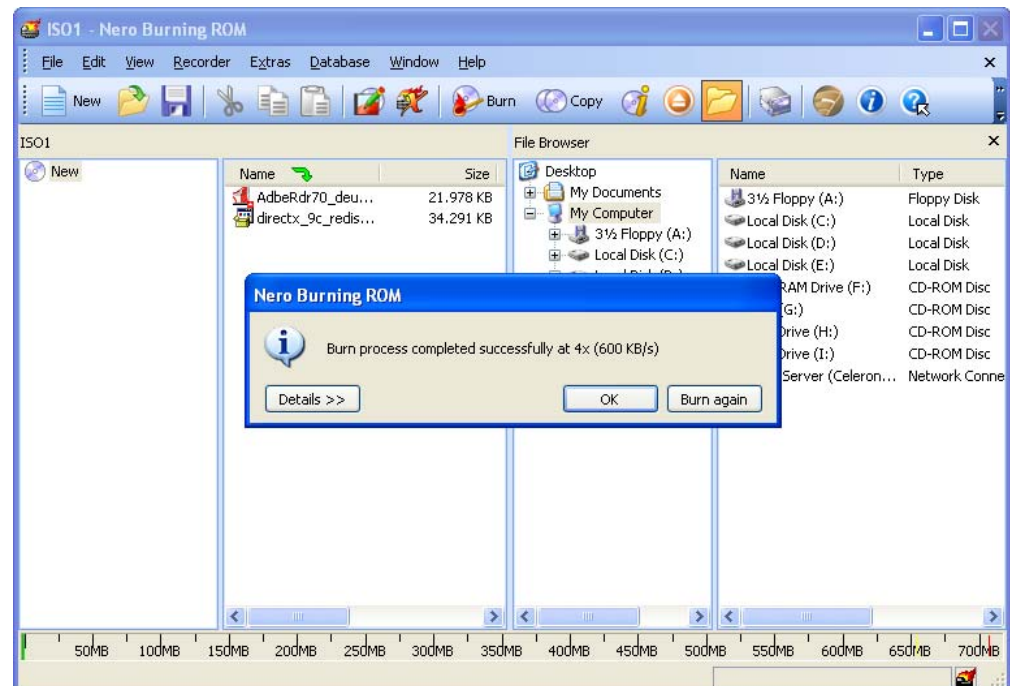 ISO1 - Nero Burning ROM
File Edit View Recorder Extras Database Window Help
New Burn Copy
ISO1
File Browser
New
Name Size
AdbeRdr70_deu... 21.978 KB
directx_9c_redis... 34.291 KB
Desktop
My Documents
My Computer
3½ Floppy (A:)
Local Disk (C:)
Name Type
3½ Floppy (A:) Floppy Disk
Local Disk (C:) Local Disk
Local Disk (D:) Local Disk
Local Disk (E:) Local Disk
RAM Drive (F:) CD-ROM Disc
(G:) CD-ROM Disc
Drive (H:) CD-ROM Disc
Drive (I:) CD-ROM Disc
Server (Celeron... Network Conne
Nero Burning ROM
Burn process completed successfully at 4x (600 KB/s)
Details >> OK Burn again
50MB 100MB 150MB 200MB 250MB 300MB 350MB 400MB 450MB 500MB 550MB 600MB 650MB 700MB